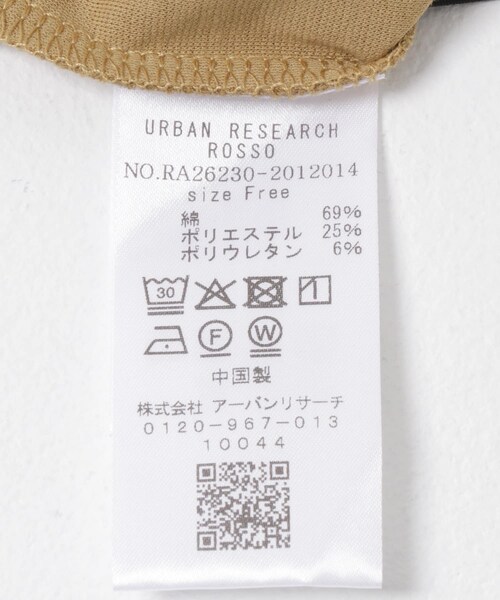 URBAN RESEARCH
ROSSO
NO.RA26230-2012014
size Free
綿 69%
ポリエステル 25%
ポリウレタン 6%
30
F W
中国製
株式会社 アーバンリサーチ
0120-967-013
10044